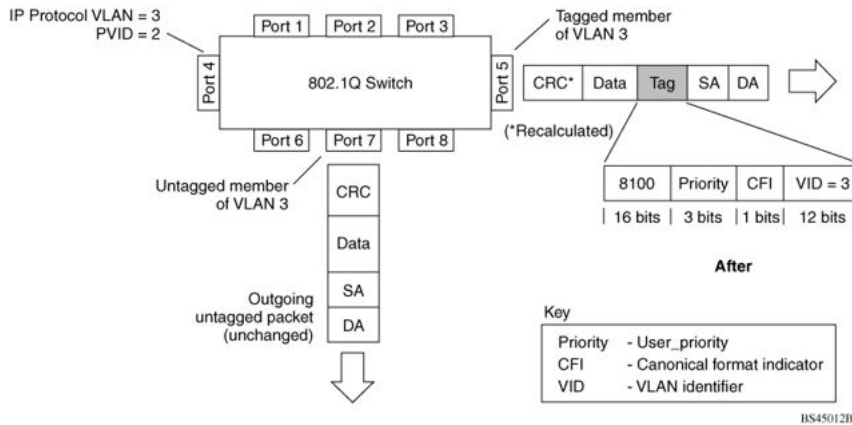 IP Protocol VLAN = 3
PVID = 2
Port 1
Port 2
Port 3
Tagged member
of VLAN 3
Port 4
802.1Q Switch
Port 5
CRC*
Data
Tag
SA
DA
(*Recalculated)
Port 6
Port 7
Port 8
Untagged member
of VLAN 3
CRC
Data
SA
DA
8100
Priority
CFI
VID = 3
16 bits
3 bits
1 bits
12 bits
After
Outgoing
untagged packet
(unchanged)
Key
Priority - User_priority
CFI - Canonical format indicator
VID - VLAN identifier
BS45012B